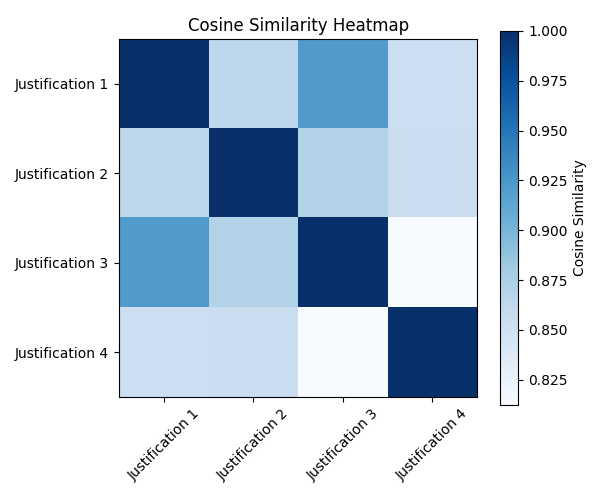 Cosine Similarity Heatmap
Justification 1
Justification 2
Justification 3
Justification 4
Justification 1
Justification 2
Justification 3
Justification 4
1.000
0.975
0.950
0.925
0.900
0.875
0.850
0.825
Cosine Similarity